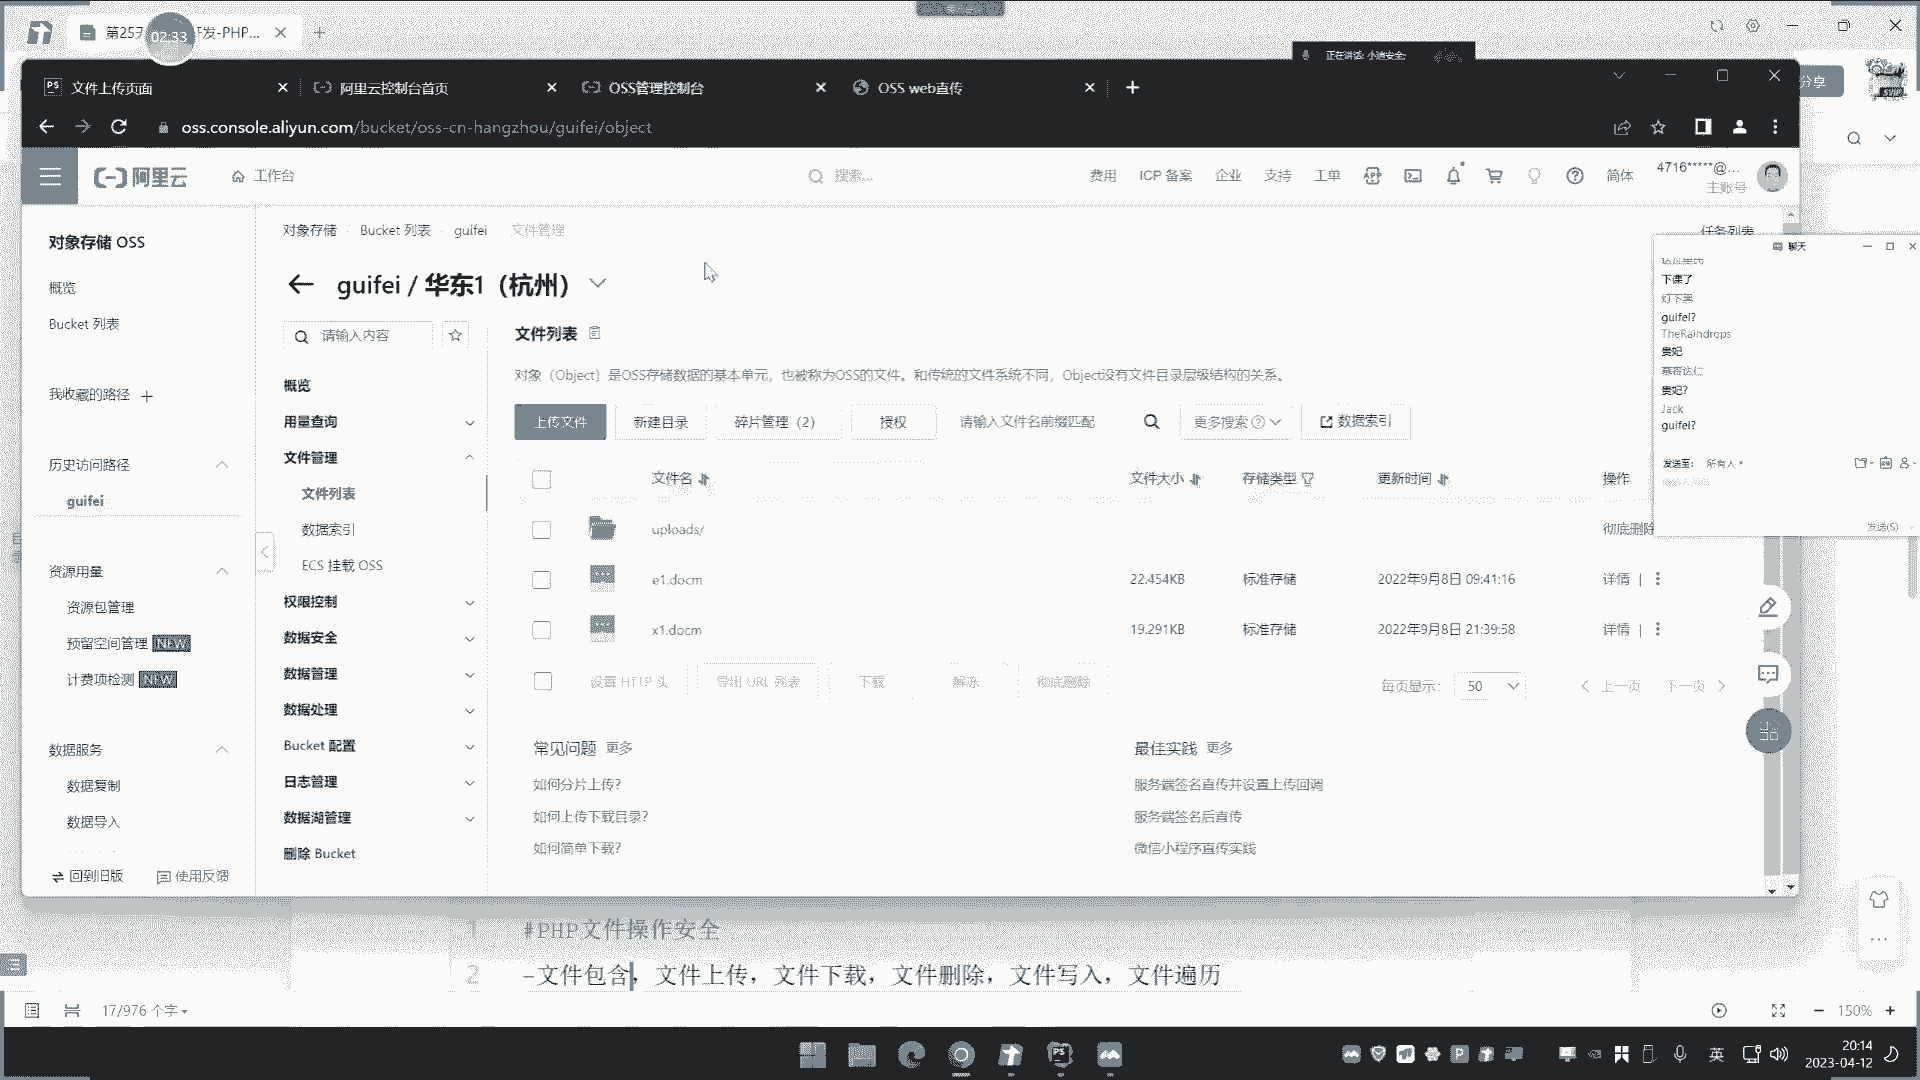 第257
发-PHP...
02:33
正在讲话: 小迪安全;
分享
文件上传页面
阿里云控制台首页
OSS管理控制台
OSS web直传
oss.console.aliyun.com/bucket/oss-cn-hangzhou/guifei/object
阿里云
工作台
搜索...
费用
ICP 备案
企业
支持
工单
简体
4716*****@...
主账号
对象存储 OSS
概览
Bucket 列表
我收藏的路径
历史访问路径
guifei
资源用量
资源包管理
预留空间管理 NEW
计费项检测 NEW
数据服务
数据复制
数据导入
回到旧版
使用反馈
对象存储
Bucket 列表
guifei
文件管理
任务列表
guifei / 华东1（杭州）
请输入内容
概览
用量查询
文件管理
文件列表
数据索引
ECS 挂载 OSS
权限控制
数据安全
数据管理
数据处理
Bucket 配置
日志管理
数据湖管理
删除 Bucket
文件列表
对象（Object）是OSS存储数据的基本单元，也被称为OSS的文件。和传统的文件系统不同，Object没有文件目录层级结构的关系。
上传文件
新建目录
碎片管理（2）
授权
请输入文件名前缀匹配
更多搜索
数据索引
文件名
文件大小
存储类型
更新时间
操作
uploads/
彻底删除
e1.docm
22.454KB
标准存储
2022年9月8日 09:41:16
详情
x1.docm
19.291KB
标准存储
2022年9月8日 21:39:58
详情
设置 HTTP 头
导出 URL 列表
下载
解冻
彻底删除
每页显示：
50
上一页
下一页
常见问题 更多
如何分片上传？
如何上传下载目录？
如何简单下载？
最佳实践 更多
服务端签名直传并设置上传回调
服务端签名后直传
微信小程序直传实践
聊天
下课了
灯下黑
guifei?
TheRaindrops
贵妃
慕容达仁
贵妃?
Jack
guifei?
发送至:
所有人
发送(S)
1
#PHP文件操作安全
2
-文件包含，文件上传，文件下载，文件删除，文件写入，文件遍历
17/976 个字
150%
英
20:14
2023-04-12